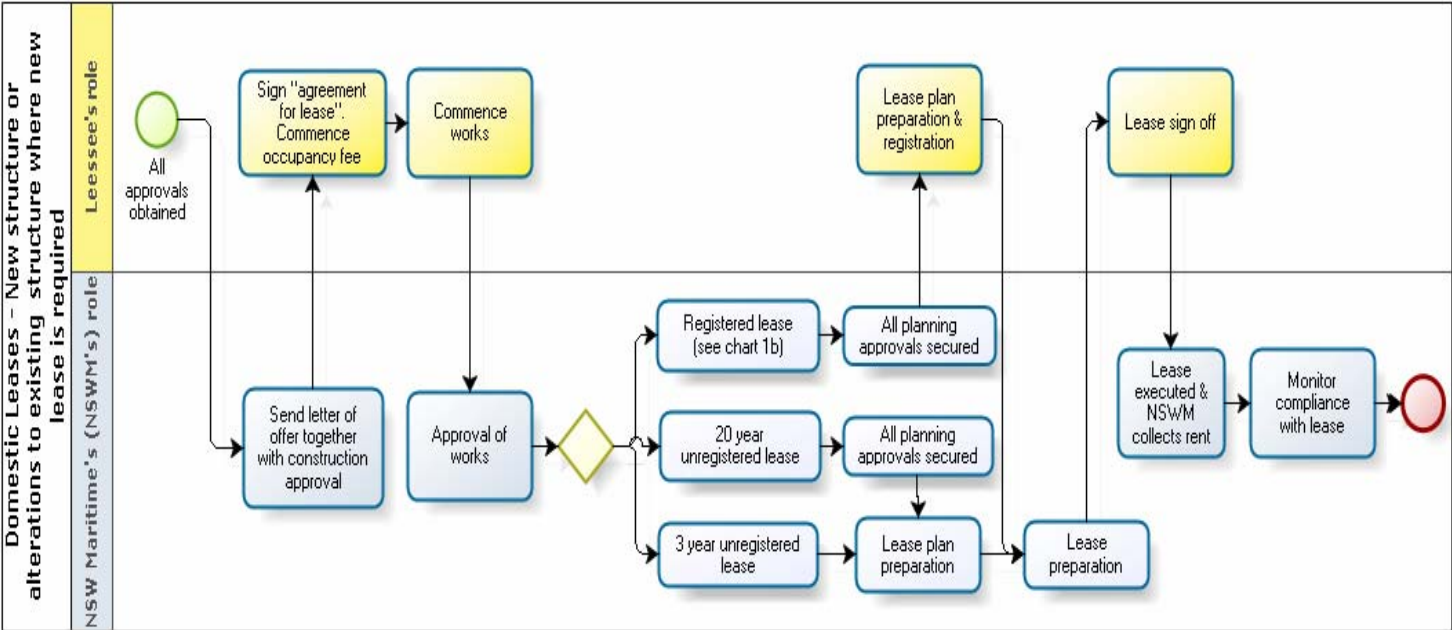 Domestic Leases - New structure or
alterations to existing structure where new
lease is required
Leessee's role
NSW Maritime's (NSWM's) role
All
approvals
obtained
Sign "agreement
for lease".
Commence
occupancy fee
Commence
works
Lease plan
preparation &
registration
Lease sign off
Send letter of
offer together
with construction
approval
Approval of
works
Registered lease
(see chart 1b)
All planning
approvals secured
20 year
unregistered lease
All planning
approvals secured
3 year unregistered
lease
Lease plan
preparation
Lease
preparation
Lease
executed &
NSWM
collects rent
Monitor
compliance
with lease